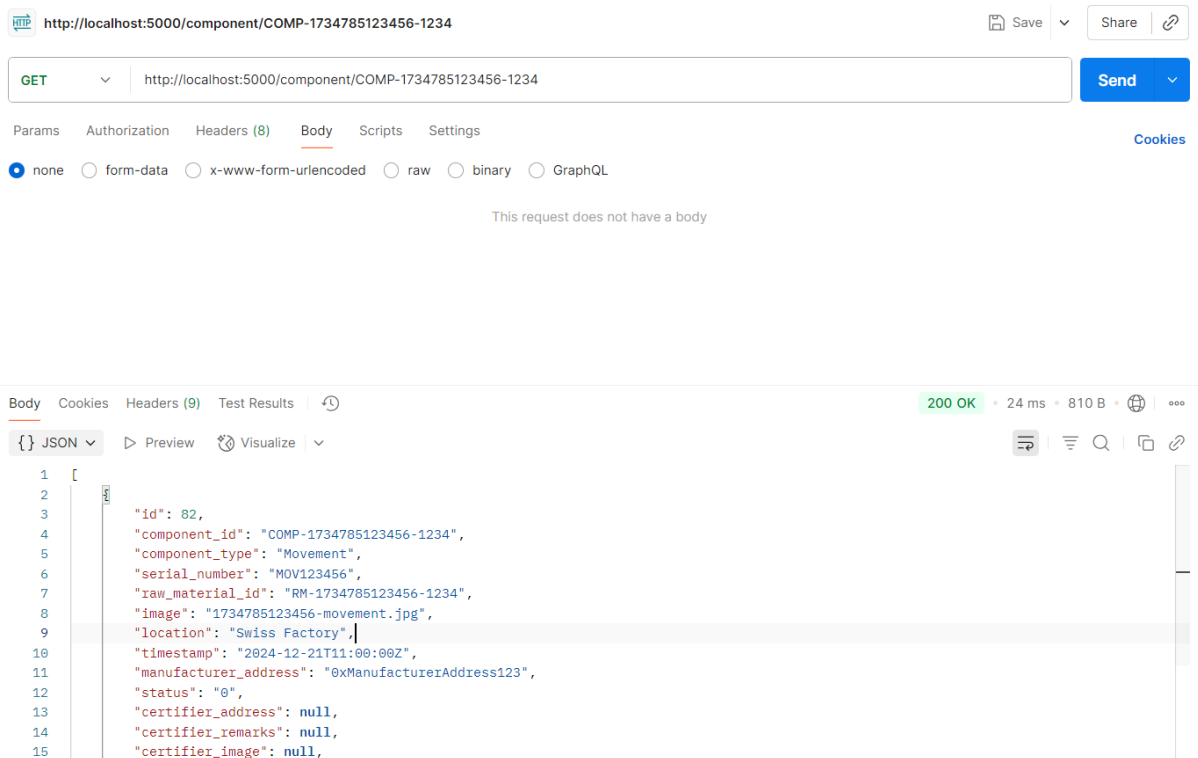 HTTP http://localhost:5000/component/COMP-1734785123456-1234 Save Share
GET http://localhost:5000/component/COMP-1734785123456-1234 Send
Params Authorization Headers (8) Body Scripts Settings Cookies
none form-data x-www-form-urlencoded raw binary GraphQL
This request does not have a body
Body Cookies Headers (9) Test Results 200 OK • 24 ms • 810 B •
{} JSON Preview Visualize
1 [
2 {
3 "id": 82,
4 "component_id": "COMP-1734785123456-1234",
5 "component_type": "Movement",
6 "serial_number": "MOV123456",
7 "raw_material_id": "RM-1734785123456-1234",
8 "image": "1734785123456-movement.jpg",
9 "location": "Swiss Factory",
10 "timestamp": "2024-12-21T11:00:00Z",
11 "manufacturer_address": "0xManufacturerAddress123",
12 "status": "0",
13 "certifier_address": null,
14 "certifier_remarks": null,
15 "certifier_image": null,